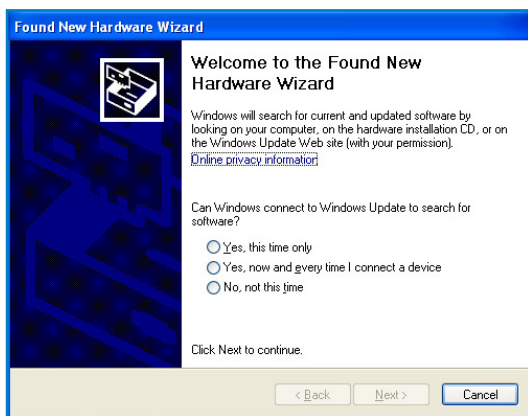 Found New Hardware Wizard
Welcome to the Found New
Hardware Wizard
Windows will search for current and updated software by
looking on your computer, on the hardware installation CD, or on
the Windows Update Web site (with your permission).
Online privacy information
Can Windows connect to Windows Update to search for
software?
Yes, this time only
Yes, now and every time I connect a device
No, not this time
Click Next to continue.
< Back Next > Cancel